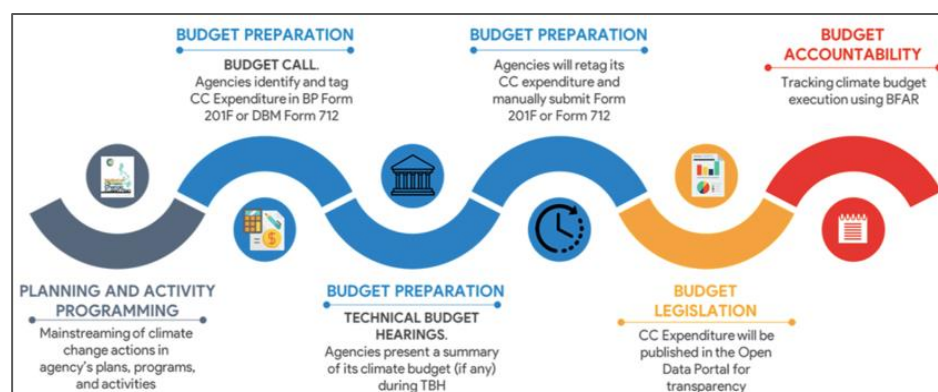 PLANNING AND ACTIVITY
PROGRAMMING
Mainstreaming of climate
change actions in
agency's plans, programs,
and activities
BUDGET PREPARATION
BUDGET CALL.
Agencies identify and tag
CC Expenditure in BP Form
201F or DBM Form 712
BUDGET PREPARATION
TECHNICAL BUDGET
HEARINGS.
Agencies present a summary
of its climate budget (if any)
during TBH
BUDGET PREPARATION
Agencies will retag its
CC expenditure and
manually submit Form
201F or Form 712
BUDGET
LEGISLATION
CC Expenditure will be
published in the Open
Data Portal for
transparency
BUDGET
ACCOUNTABILITY
Tracking climate budget
execution using BFAR